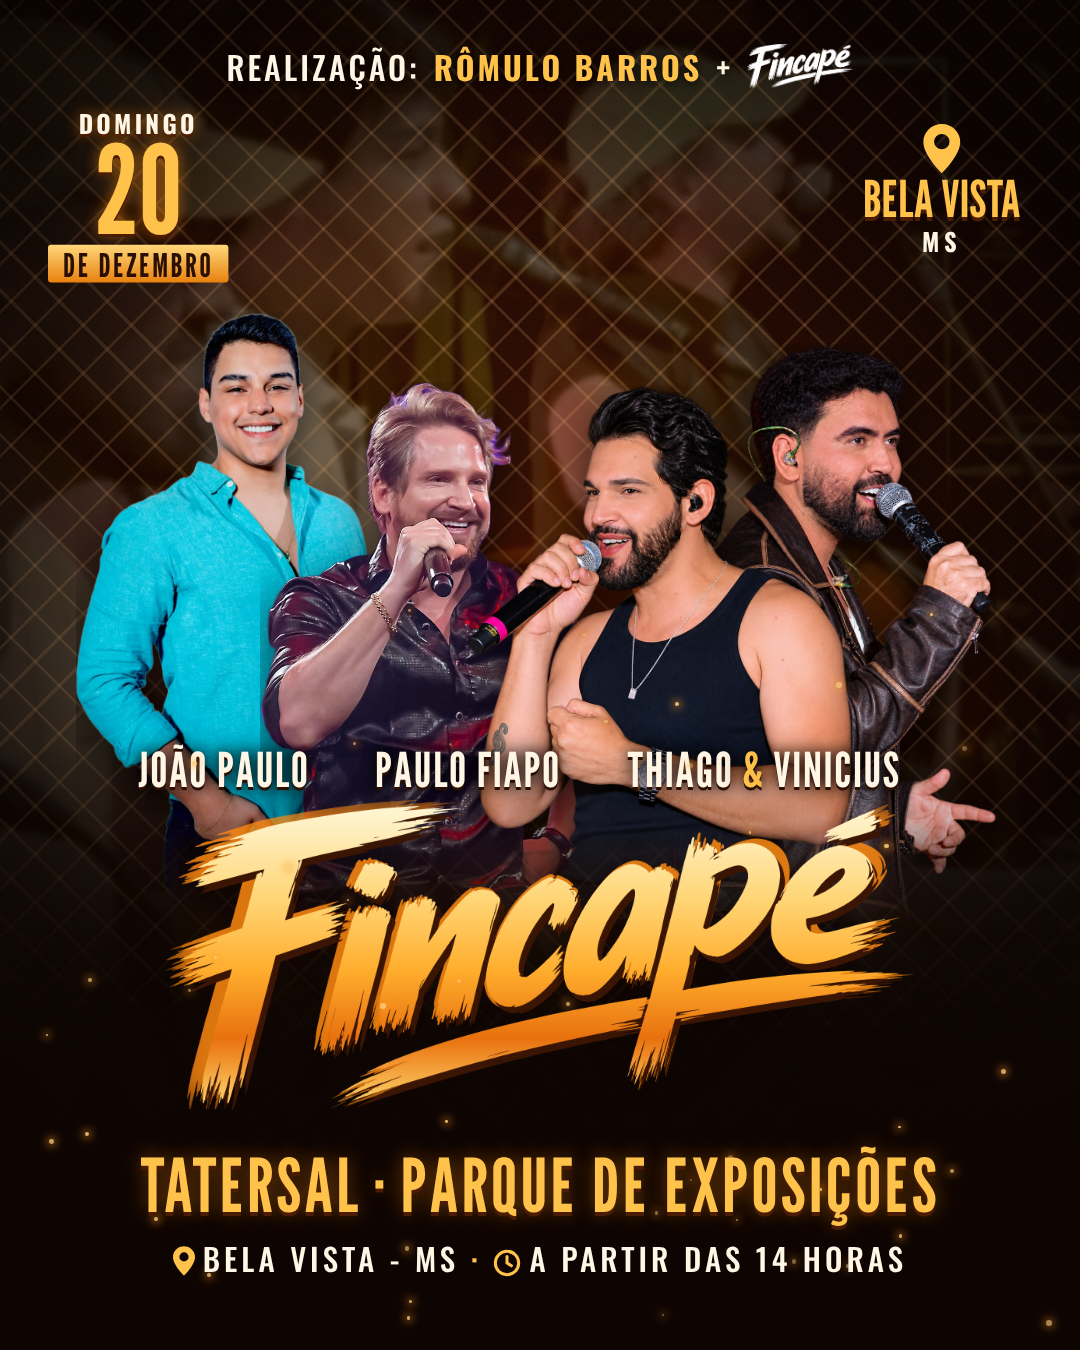 REALIZAÇÃO: RÔMULO BARROS + Fincapé
DOMINGO
20
DE DEZEMBRO
BELA VISTA
MS
JOÃO PAULO
PAULO FIAPO
THIAGO & VINICIUS
Fincapé
TATERSAL · PARQUE DE EXPOSIÇÕES
BELA VISTA - MS · A PARTIR DAS 14 HORAS